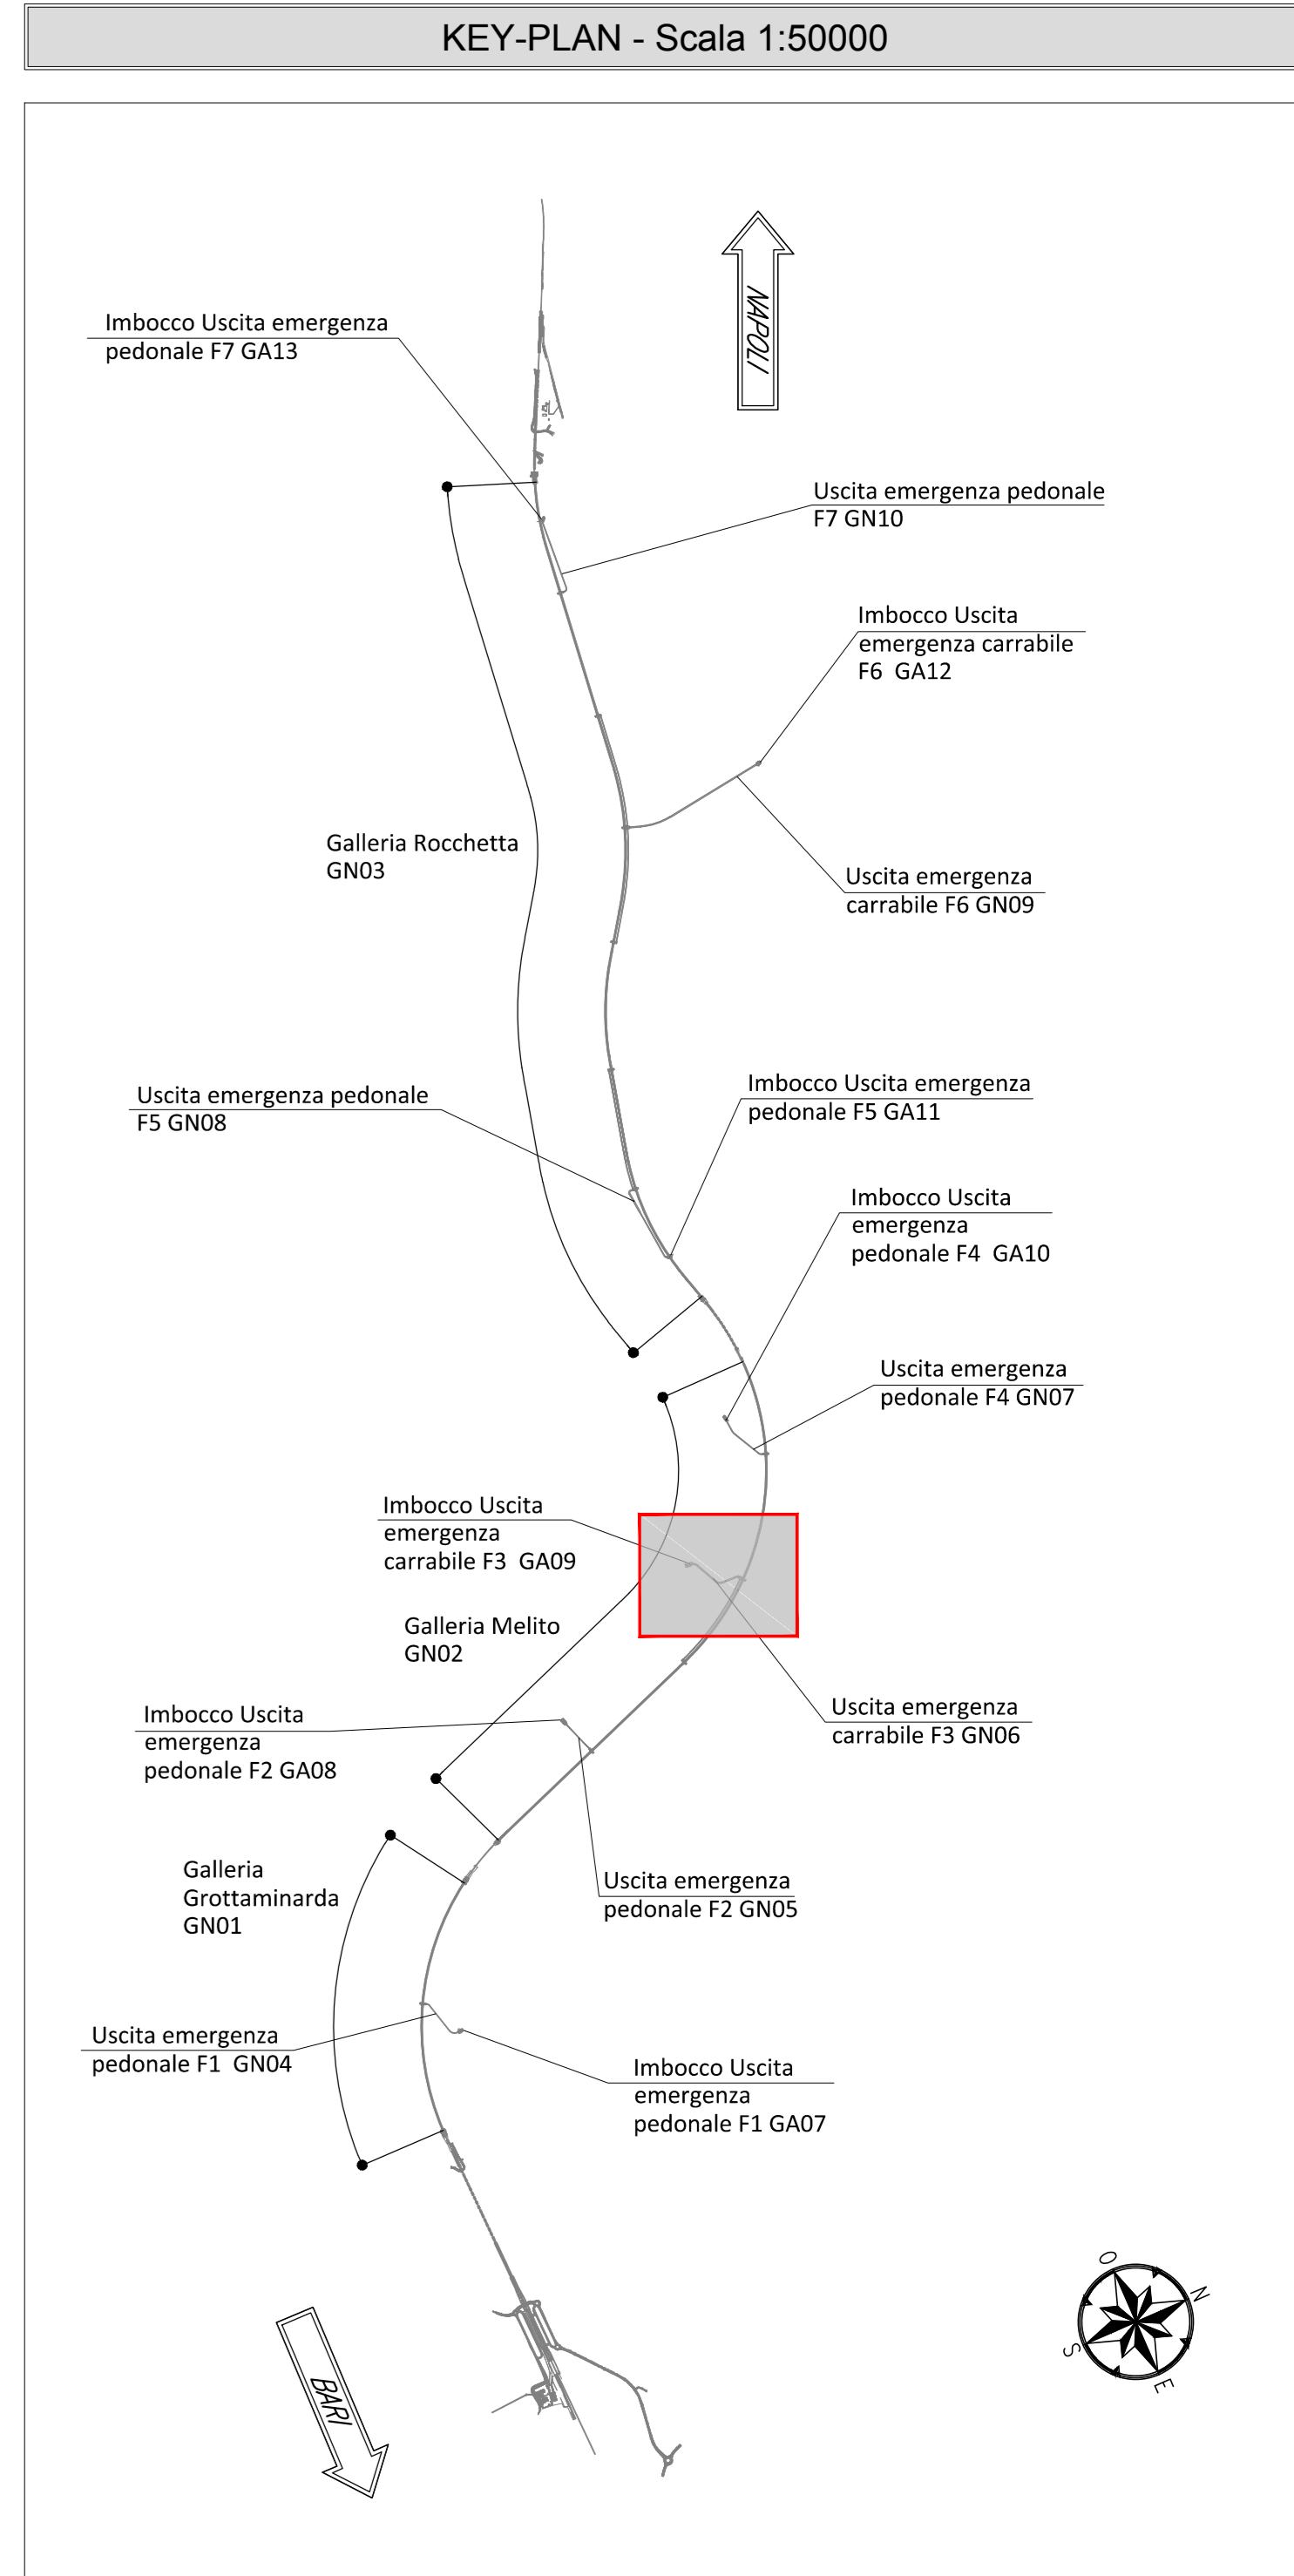 KEY-PLAN - Scala 1:50000
NAPOLI
Imbocco Uscita emergenza
pedonale F7 GA13
Uscita emergenza pedonale
F7 GN10
Imbocco Uscita
emergenza carrabile
F6  GA12
Galleria Rocchetta
GN03
Uscita emergenza
carrabile F6 GN09
Uscita emergenza pedonale
F5 GN08
Imbocco Uscita emergenza
pedonale F5 GA11
Imbocco Uscita
emergenza
pedonale F4  GA10
Uscita emergenza
pedonale F4 GN07
Imbocco Uscita
emergenza
carrabile F3  GA09
Galleria Melito
GN02
Uscita emergenza
carrabile F3 GN06
Imbocco Uscita
emergenza
pedonale F2 GA08
Uscita emergenza
pedonale F2 GN05
Galleria
Grottaminarda
GN01
Uscita emergenza
pedonale F1  GN04
Imbocco Uscita
emergenza
pedonale F1 GA07
BARI
O
N
S
E